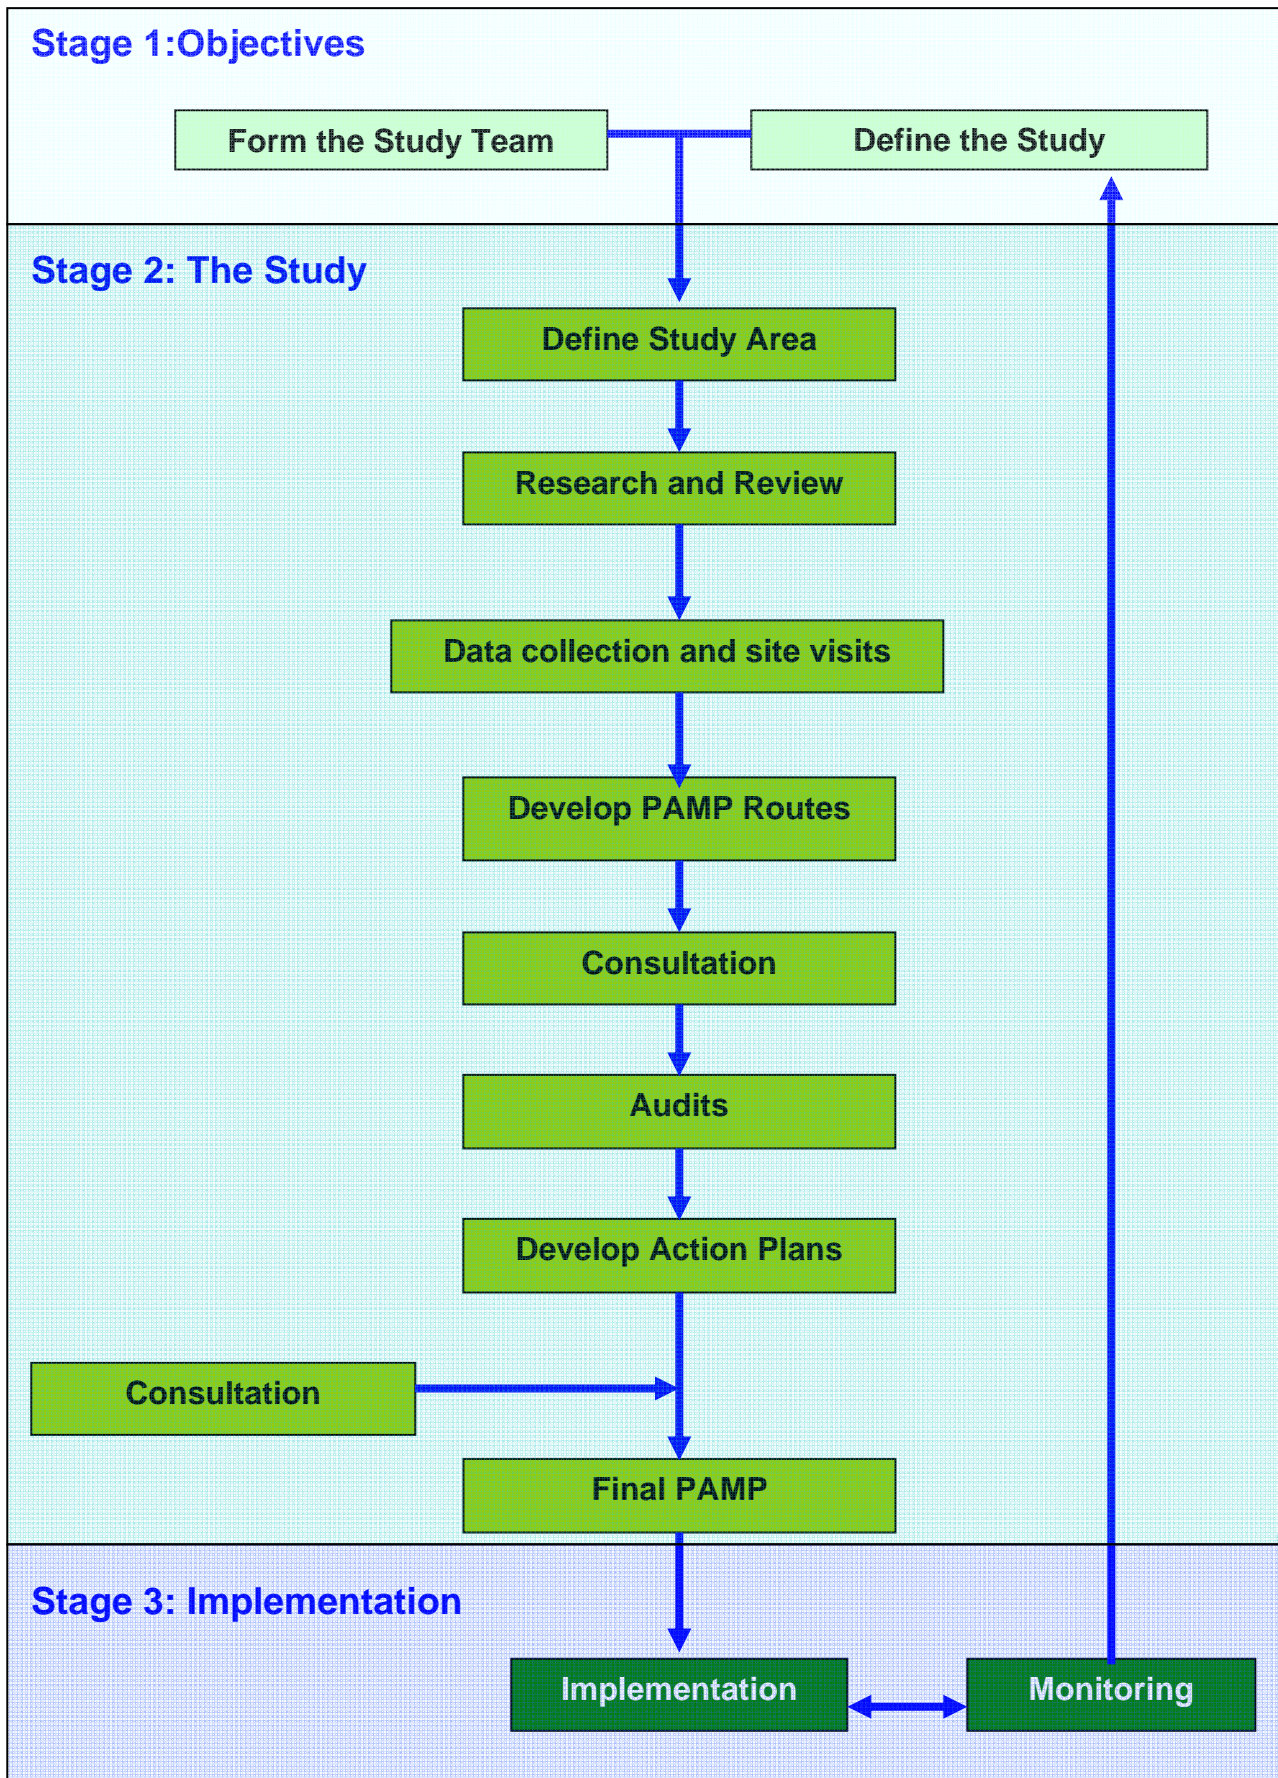 Stage 1:Objectives
Form the Study Team
Define the Study
Stage 2: The Study
Define Study Area
Research and Review
Data collection and site visits
Develop PAMP Routes
Consultation
Audits
Develop Action Plans
Consultation
Final PAMP
Stage 3: Implementation
Implementation
Monitoring